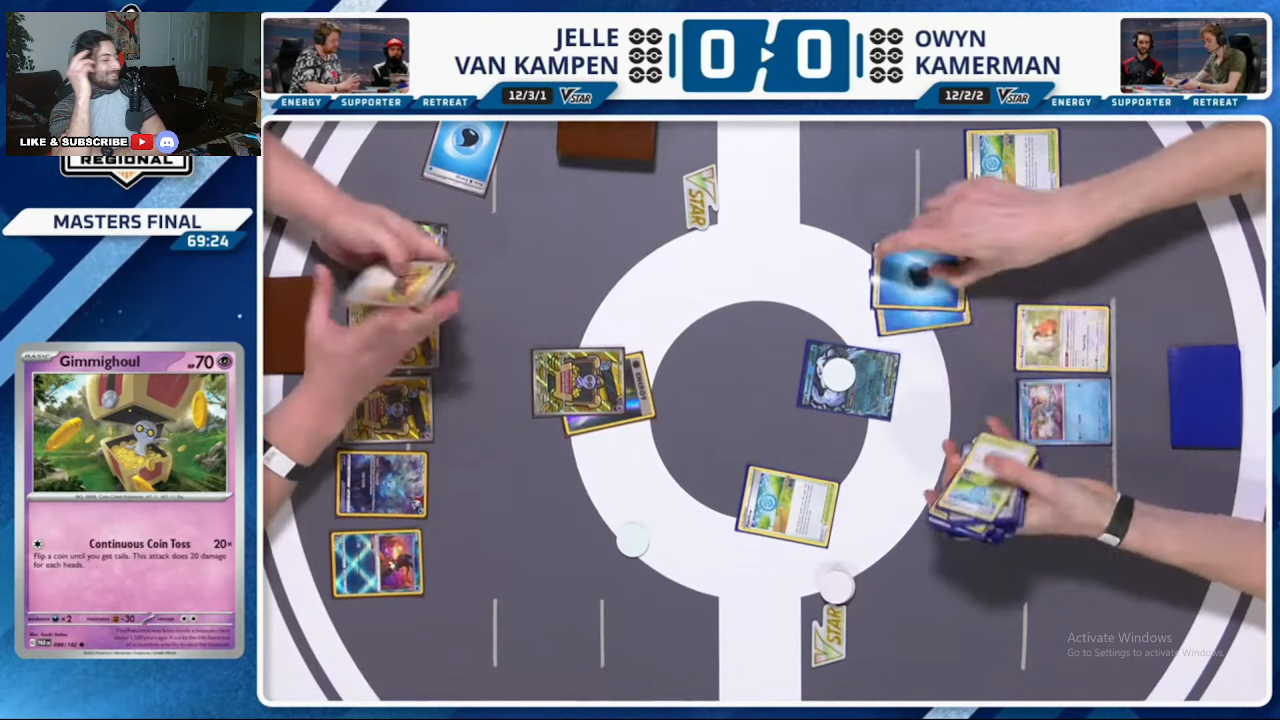 LIKE & SUBSCRIBE
REGIONAL
MASTERS FINAL
69:24
JELLE
VAN KAMPEN
0 0
OWYN
KAMERMAN
ENERGY SUPPORTER RETREAT
12/3/1 VSTAR
12/2/2 VSTAR
ENERGY SUPPORTER RETREAT
VSTAR
VSTAR
BASIC
Gimmighoul HP70
Continuous Coin Toss 20×
Flip a coin until you get tails. This attack does 20 damage
for each heads.
Activate Windows
Go to Settings to activate Windows.